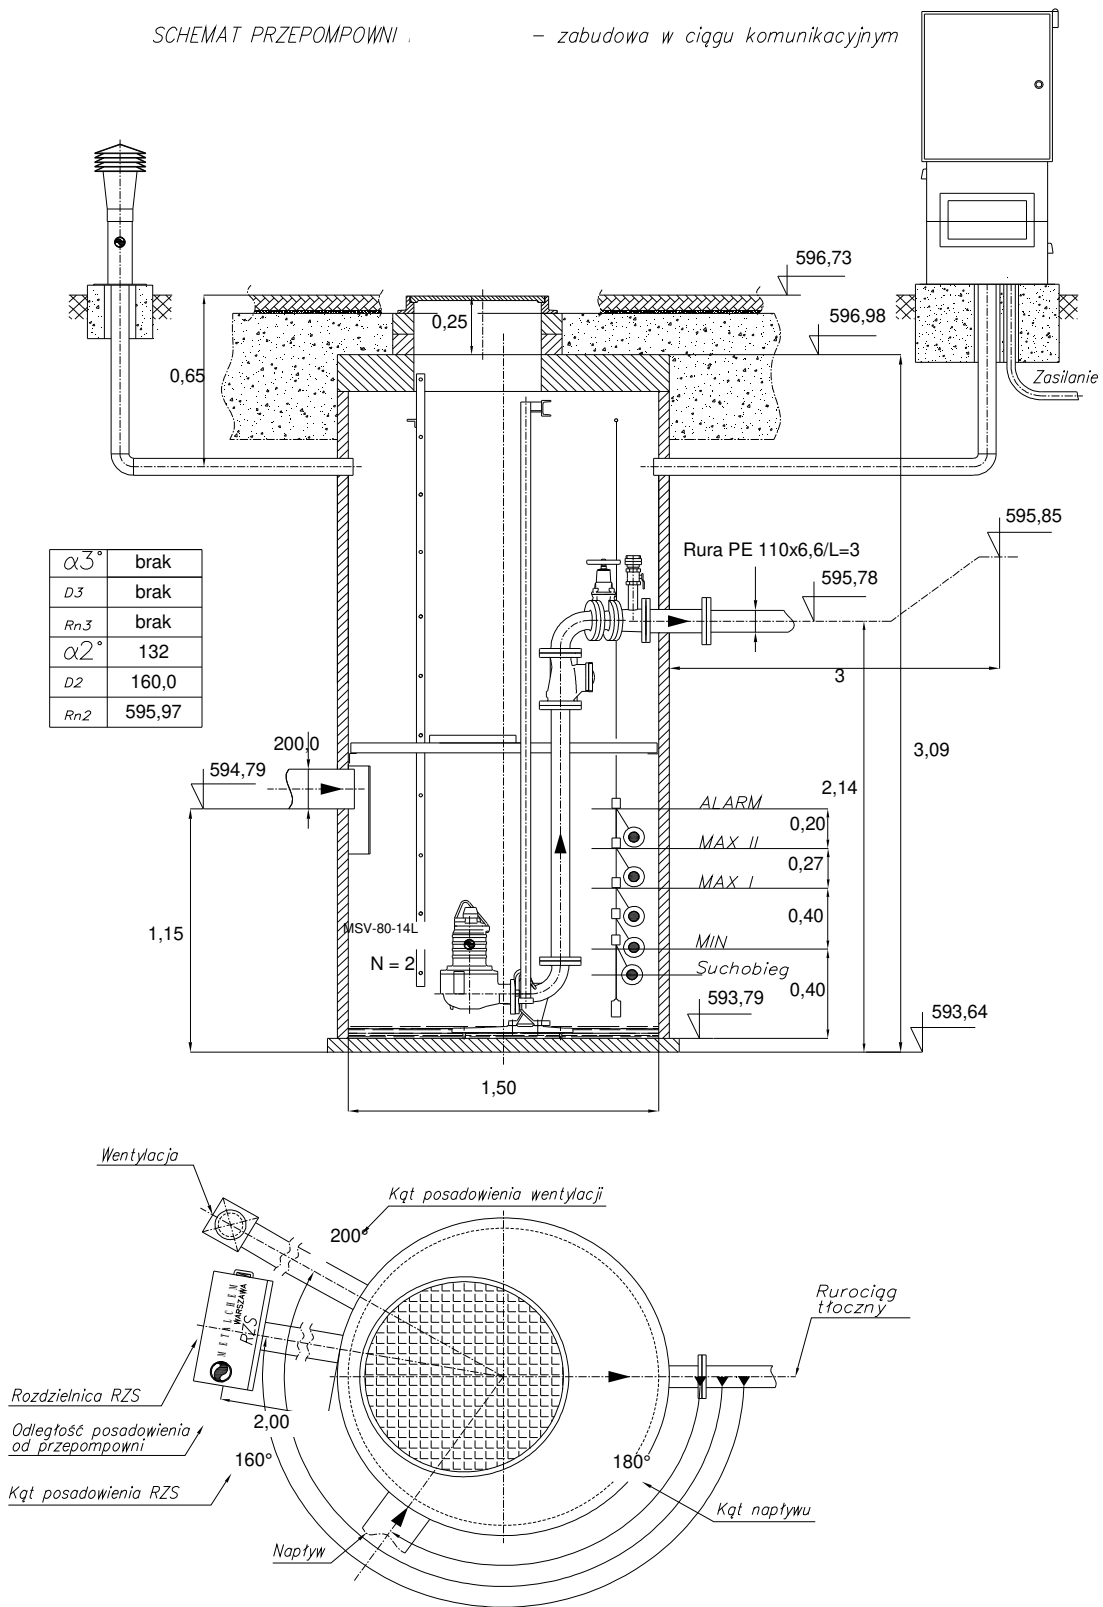 SCHEMAT PRZEPOMPOWNI
– zabudowa w ciągu komunikacyjnym
596,73
596,98
0,25
0,65
Zasilanie
595,85
Rura PE 110x6,6/L=3
595,78
α3° brak
D3 brak
Rn3 brak
α2° 132
D2 160,0
Rn2 595,97
3
200,0
594,79
3,09
2,14
ALARM
0,20
MAX II
0,27
MAX I
0,40
MIN
Suchobieg
0,40
1,15
MSV-80-14L
N = 2
593,79
593,64
1,50
Wentylacja
Kąt posadowienia wentylacji
200°
Rurociąg
tłoczny
METALCHEM
WARSZAWA
RZS
Rozdzielnica RZS
2,00
Odległość posadowienia
od przepompowni
160°
180°
Kąt posadowienia RZS
Kąt napływu
Napływ